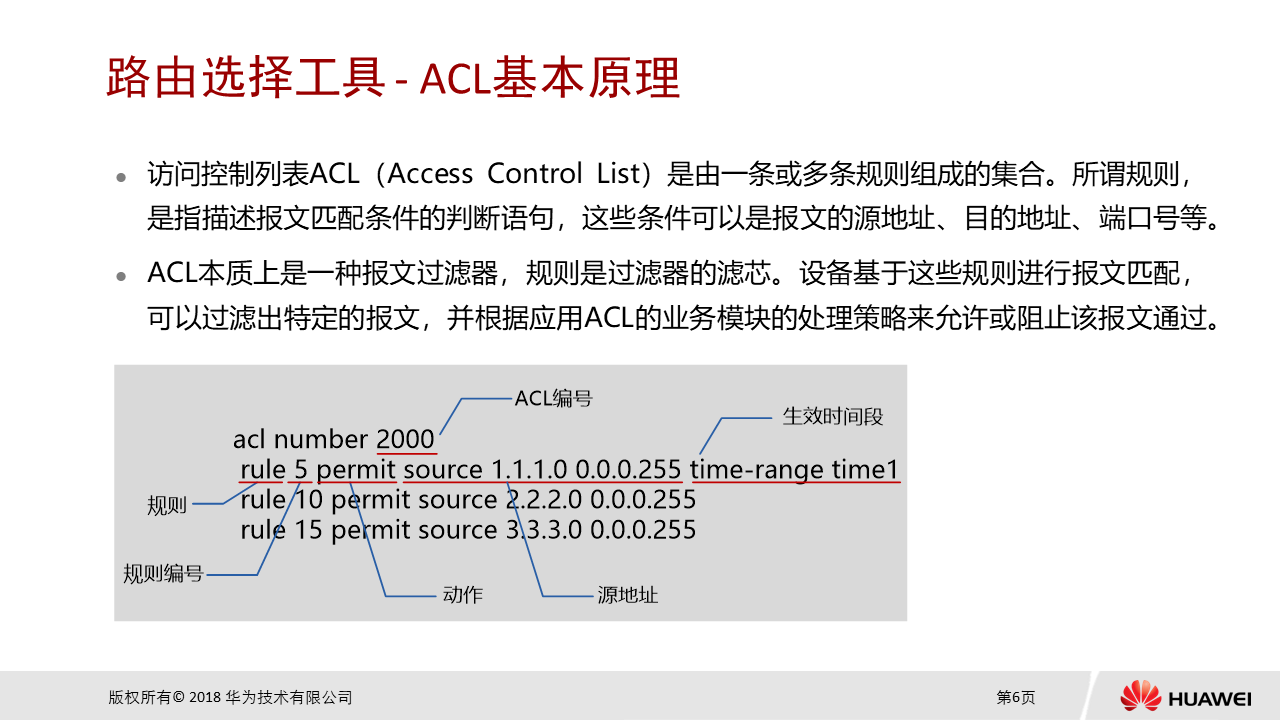 路由选择工具 - ACL基本原理
访问控制列表ACL（Access Control List）是由一条或多条规则组成的集合。所谓规则，
是指描述报文匹配条件的判断语句，这些条件可以是报文的源地址、目的地址、端口号等。
ACL本质上是一种报文过滤器，规则是过滤器的滤芯。设备基于这些规则进行报文匹配，
可以过滤出特定的报文，并根据应用ACL的业务模块的处理策略来允许或阻止该报文通过。
ACL编号
生效时间段
acl number 2000
rule 5 permit source 1.1.1.0 0.0.0.255 time-range time1
rule 10 permit source 2.2.2.0 0.0.0.255
rule 15 permit source 3.3.3.0 0.0.0.255
规则
规则编号
动作
源地址
版权所有© 2018 华为技术有限公司
第6页
HUAWEI